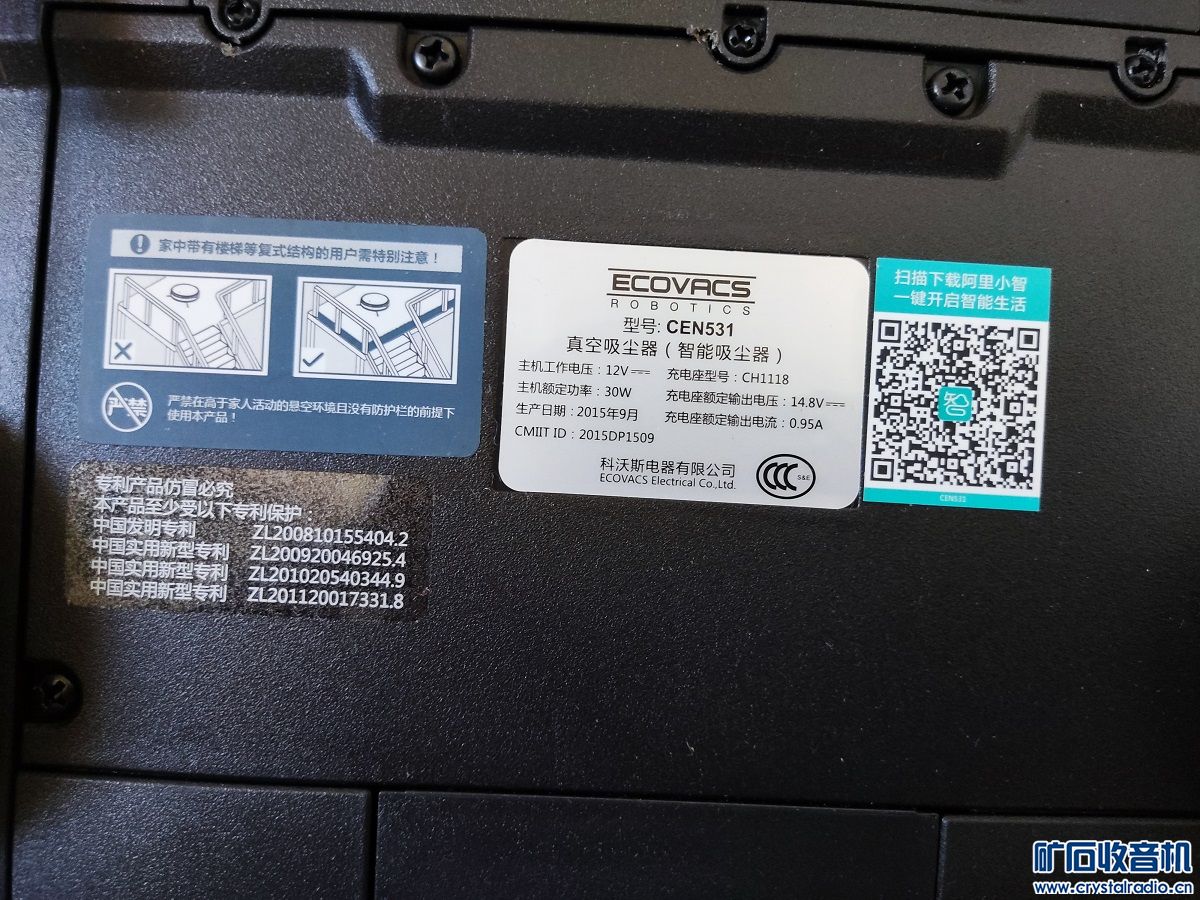 ! 家中带有楼梯等复式结构的用户需特别注意！
严禁
严禁在高于家人活动的悬空环境且没有防护栏的前提下
使用本产品！
专利产品仿冒必究
本产品至少受以下专利保护：
中国发明专利 ZL200810155404.2
中国实用新型专利 ZL200920046925.4
中国实用新型专利 ZL201020540344.9
中国实用新型专利 ZL201120017331.8
ECOVACS
ROBOTICS
型号: CEN531
真空吸尘器（智能吸尘器）
主机工作电压：12V⎓ 充电座型号：CH1118
主机额定功率：30W 充电座额定输出电压：14.8V⎓
生产日期：2015年9月 充电座额定输出电流：0.95A
CMIIT ID：2015DP1509
科沃斯电器有限公司
ECOVACS Electrical Co.,Ltd.
CCC S&E
扫描下载阿里小智
一键开启智能生活
智
CEN531
矿石收音机
www.crystalradio.cn